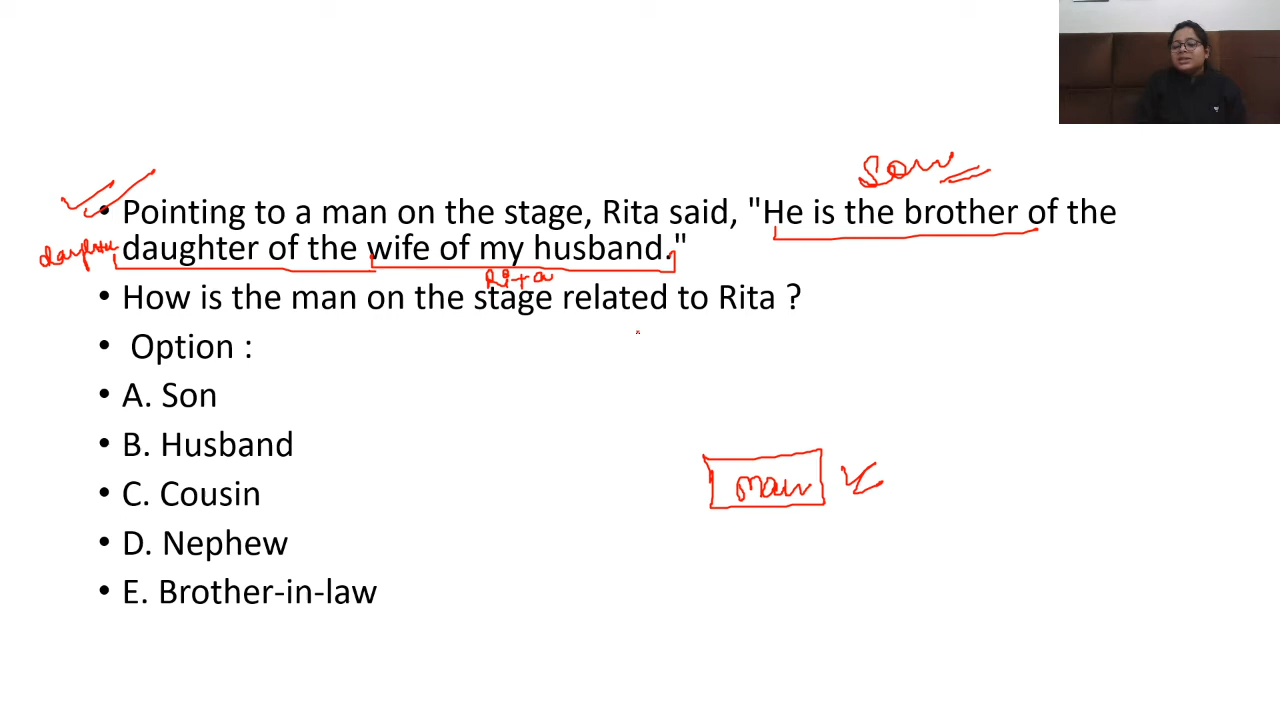 Son
• Pointing to a man on the stage, Rita said, "He is the brother of the
daughter
daughter of the wife of my husband."
Rita
• How is the man on the stage related to Rita ?
• Option :
• A. Son
• B. Husband
• C. Cousin
man
• D. Nephew
• E. Brother-in-law